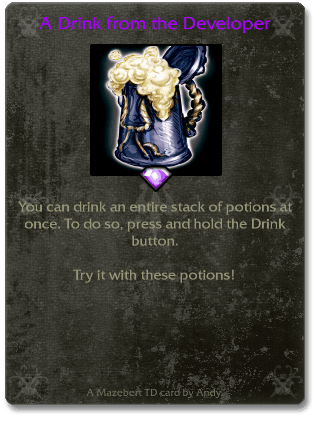 A Drink from the Developer
You can drink an entire stack of potions at
once. To do so, press and hold the Drink
button.
Try it with these potions!
A Mazebert TD card by Andy